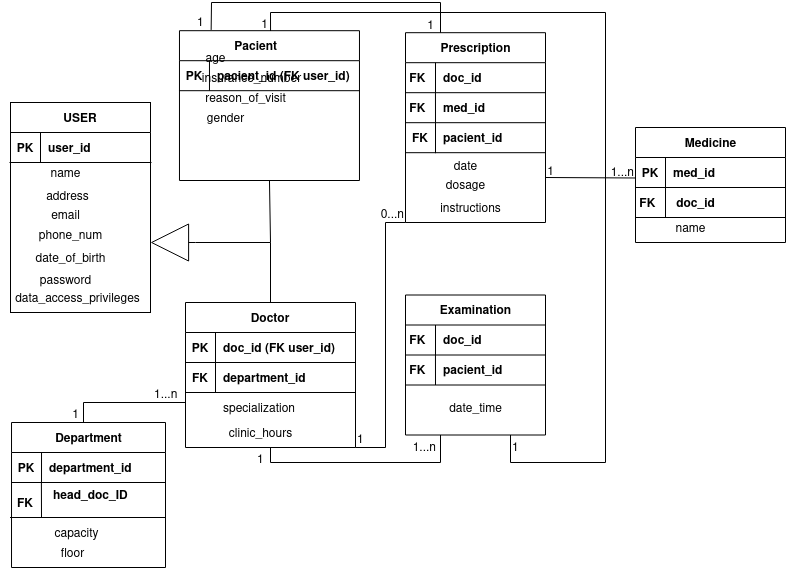 1
1
1
Pacient
age
PK
pacient_id (FK user_id)
insurance_number
reason_of_visit
gender
Prescription
FK
doc_id
FK
med_id
FK
pacient_id
date
dosage
instructions
USER
PK
user_id
name
address
email
phone_num
date_of_birth
password
data_access_privileges
Medicine
PK
med_id
FK
doc_id
name
1
1...n
0...n
Doctor
PK
doc_id (FK user_id)
FK
department_id
specialization
clinic_hours
Examination
FK
doc_id
FK
pacient_id
date_time
1...n
1
1
1
1...n
1
Department
PK
department_id
FK
head_doc_ID
capacity
floor